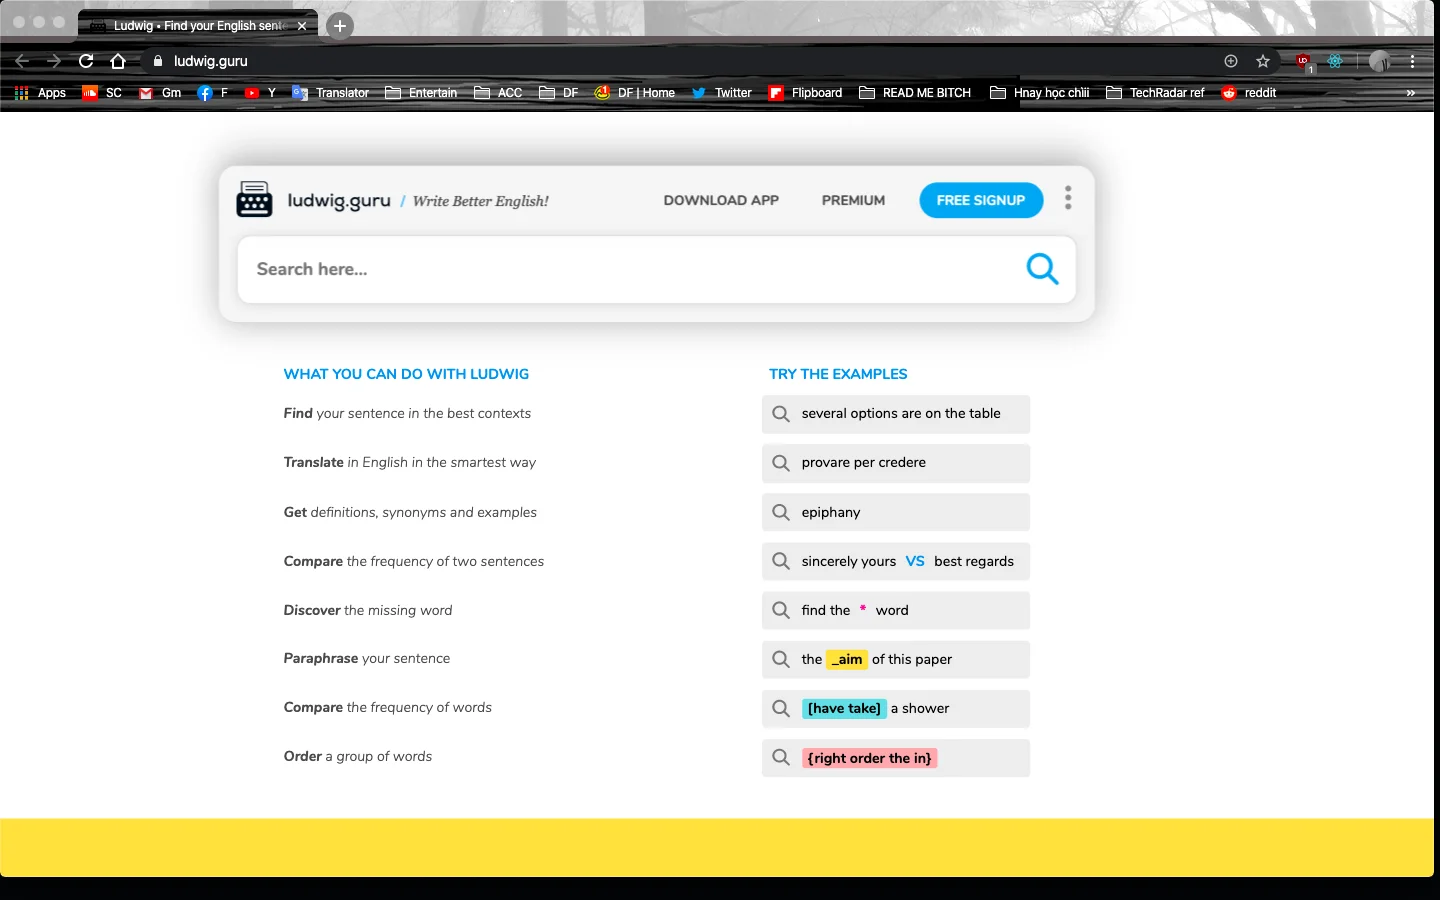 Ludwig • Find your English sent
ludwig.guru
1
Apps SC Gm F Y Translator Entertain ACC DF DF | Home Twitter Flipboard READ ME BITCH Hnay học chiii TechRadar ref reddit »
ludwig.guru / Write Better English! DOWNLOAD APP PREMIUM FREE SIGNUP
Search here...
WHAT YOU CAN DO WITH LUDWIG TRY THE EXAMPLES
Find your sentence in the best contexts several options are on the table
Translate in English in the smartest way provare per credere
Get definitions, synonyms and examples epiphany
Compare the frequency of two sentences sincerely yours VS best regards
Discover the missing word find the * word
Paraphrase your sentence the _aim of this paper
Compare the frequency of words [have take] a shower
Order a group of words {right order the in}